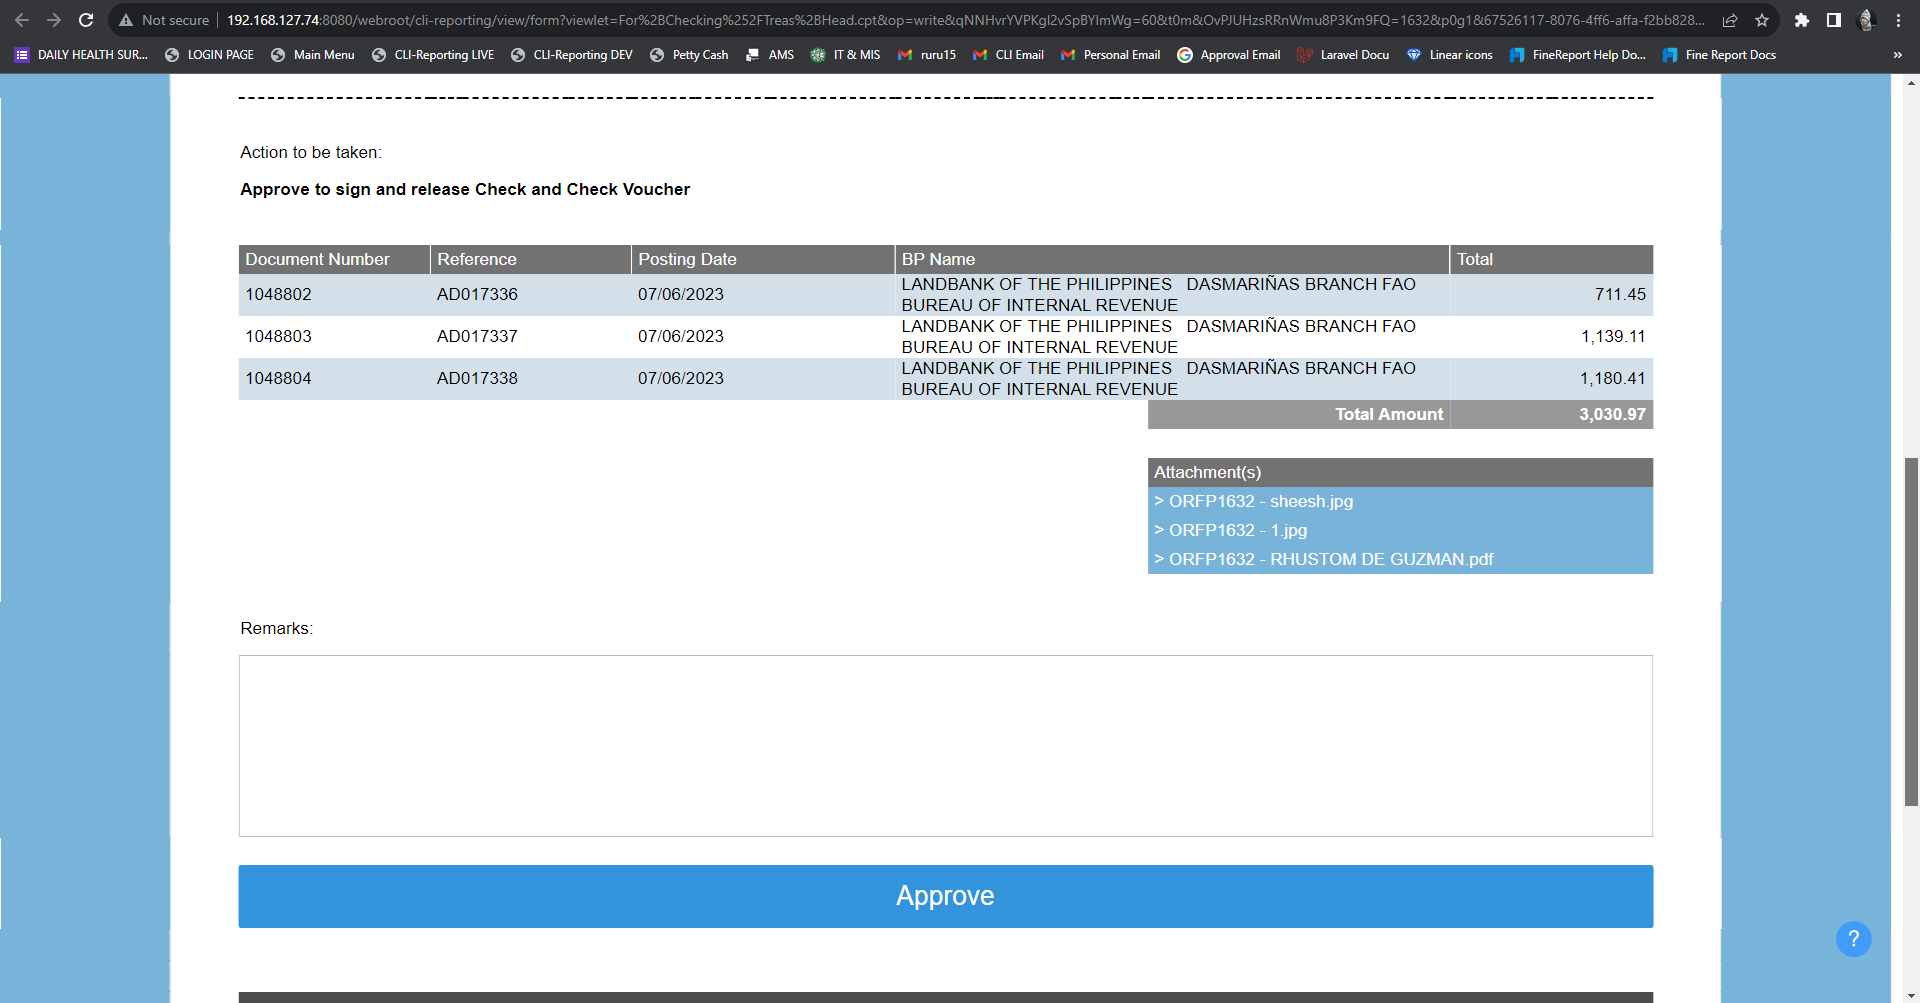 Not secure
192.168.127.74:8080/webroot/cli-reporting/view/form?viewlet=For%2BChecking%252FTreas%2BHead.cpt&op=write&qNNHvrYVPKgl2vSpBYImWg=60&t0m&OvPJUHzsRRnWmu8P3Km9FQ=1632&p0g1&67526117-8076-4ff6-affa-f2bb828...
DAILY HEALTH SUR... LOGIN PAGE Main Menu CLI-Reporting LIVE CLI-Reporting DEV Petty Cash AMS IT & MIS ruru15 CLI Email Personal Email Approval Email Laravel Docu Linear icons FineReport Help Do... Fine Report Docs »
Action to be taken:
Approve to sign and release Check and Check Voucher
Document Number Reference Posting Date BP Name Total
1048802 AD017336 07/06/2023 LANDBANK OF THE PHILIPPINES DASMARIÑAS BRANCH FAO
BUREAU OF INTERNAL REVENUE 711.45
1048803 AD017337 07/06/2023 LANDBANK OF THE PHILIPPINES DASMARIÑAS BRANCH FAO
BUREAU OF INTERNAL REVENUE 1,139.11
1048804 AD017338 07/06/2023 LANDBANK OF THE PHILIPPINES DASMARIÑAS BRANCH FAO
BUREAU OF INTERNAL REVENUE 1,180.41
Total Amount 3,030.97
Attachment(s)
> ORFP1632 - sheesh.jpg
> ORFP1632 - 1.jpg
> ORFP1632 - RHUSTOM DE GUZMAN.pdf
Remarks:
Approve
?